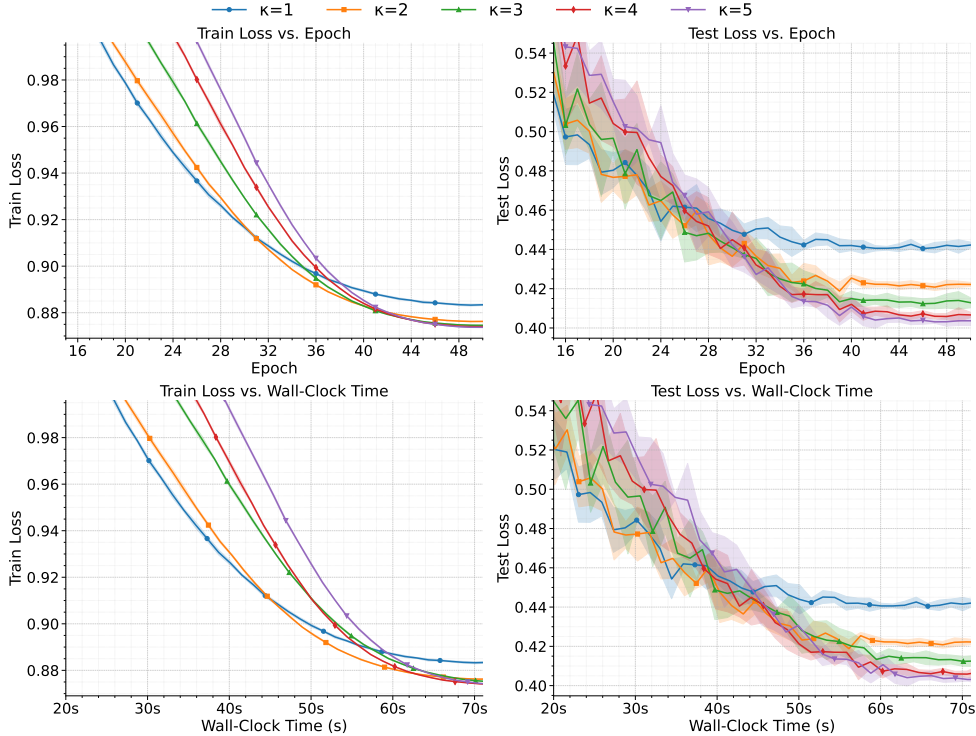 κ=1 κ=2 κ=3 κ=4 κ=5
Train Loss vs. Epoch
Train Loss
0.98
0.96
0.94
0.92
0.90
0.88
16 20 24 28 32 36 40 44 48
Epoch
Test Loss vs. Epoch
Test Loss
0.54
0.52
0.50
0.48
0.46
0.44
0.42
0.40
16 20 24 28 32 36 40 44 48
Epoch
Train Loss vs. Wall-Clock Time
Train Loss
0.98
0.96
0.94
0.92
0.90
0.88
20s 30s 40s 50s 60s 70s
Wall-Clock Time (s)
Test Loss vs. Wall-Clock Time
Test Loss
0.54
0.52
0.50
0.48
0.46
0.44
0.42
0.40
20s 30s 40s 50s 60s 70s
Wall-Clock Time (s)